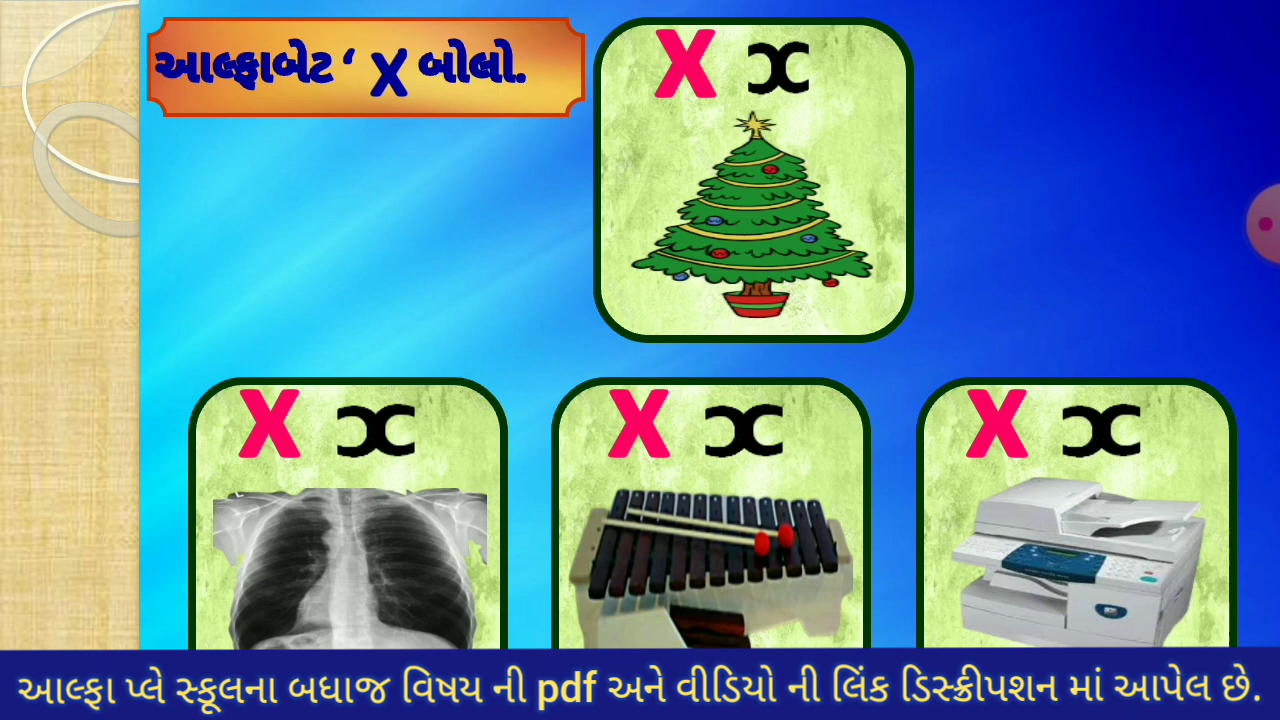 આલ્ફાબેટ ‘ X બોલો.
X x
X x
X x
X x
આલ્ફા પ્લે સ્કૂલના બધાજ વિષય ની pdf અને વીડિયો ની લિંક ડિસ્ક્રીપશન માં આપેલ છે.